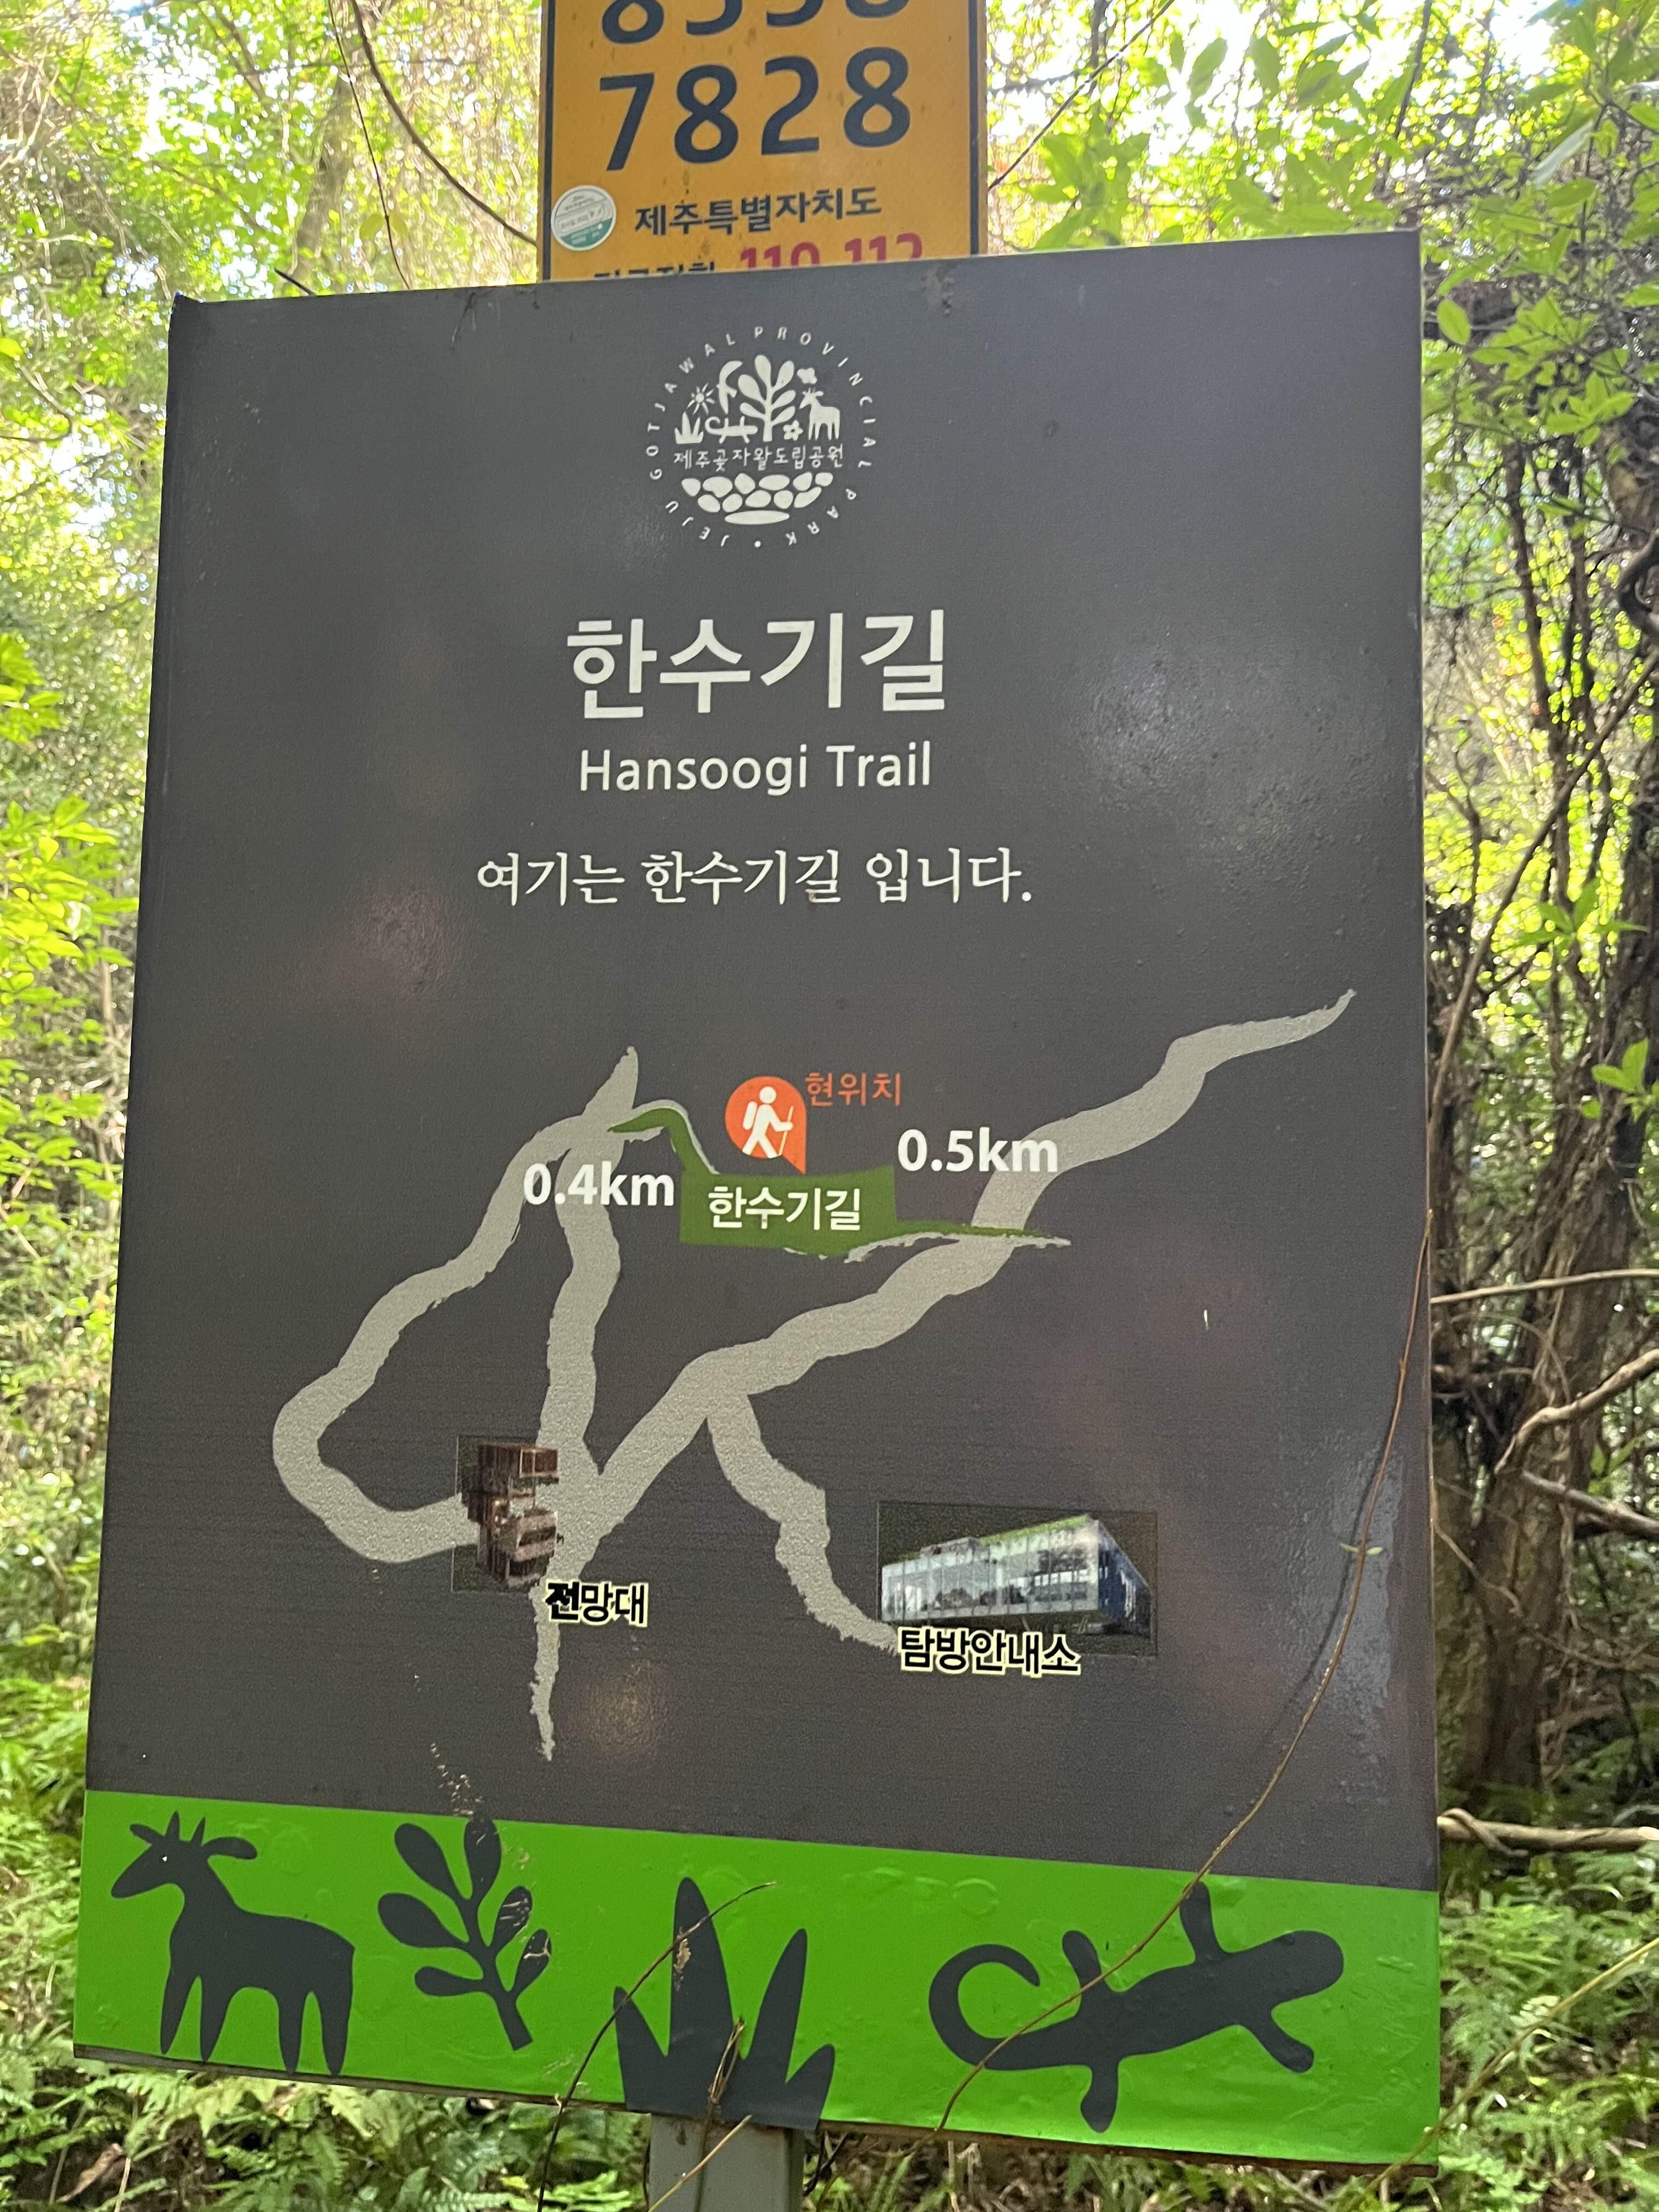 7828
제주특별자치도
119 112
JEJU GOTJAWAL PROVINCIAL PARK
제주곶자왈도립공원
한수기길
Hansoogi Trail
여기는 한수기길 입니다.
현위치
0.5km
0.4km
한수기길
전망대
탐방안내소